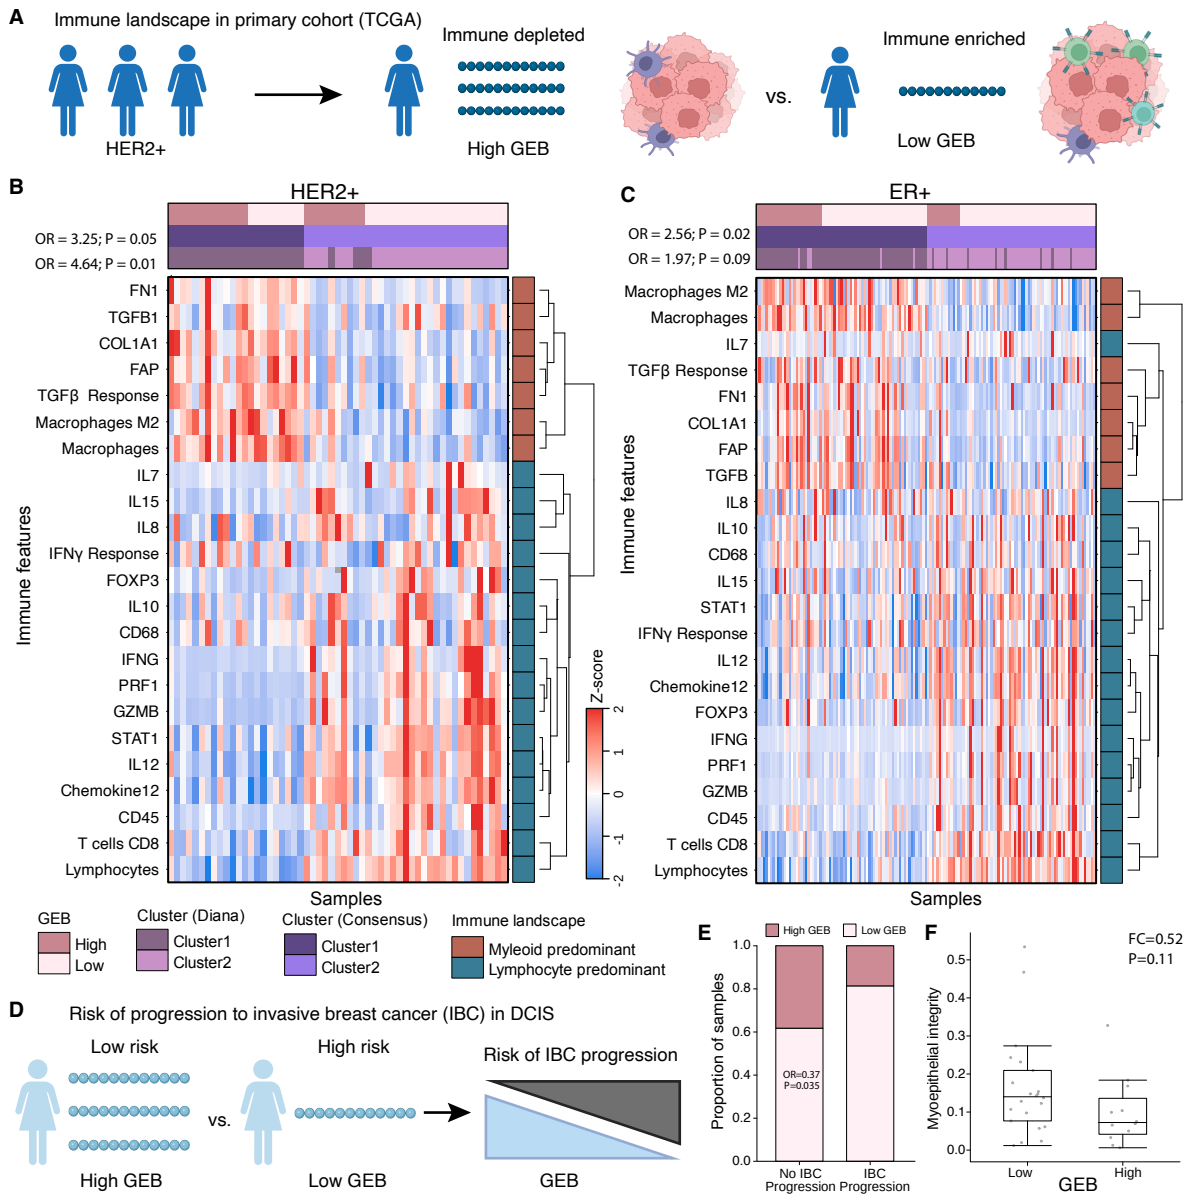 A
Immune landscape in primary cohort (TCGA)
HER2+
Immune depleted
High GEB
vs.
Immune enriched
Low GEB
B
HER2+
OR = 3.25; P = 0.05
OR = 4.64; P = 0.01
Immune features
FN1
TGFB1
COL1A1
FAP
TGFβ Response
Macrophages M2
Macrophages
IL7
IL15
IL8
IFNγ Response
FOXP3
IL10
CD68
IFNG
PRF1
GZMB
STAT1
IL12
Chemokine12
CD45
T cells CD8
Lymphocytes
Samples
Z-score
2
1
0
-1
-2
C
ER+
OR = 2.56; P = 0.02
OR = 1.97; P = 0.09
Immune features
Macrophages M2
Macrophages
IL7
TGFβ Response
FN1
COL1A1
FAP
TGFB
IL8
IL10
CD68
IL15
STAT1
IFNγ Response
IL12
Chemokine12
FOXP3
IFNG
PRF1
GZMB
CD45
T cells CD8
Lymphocytes
Samples
GEB
High
Low
Cluster (Diana)
Cluster1
Cluster2
Cluster (Consensus)
Cluster1
Cluster2
Immune landscape
Myeloid predominant
Lymphocyte predominant
D
Risk of progression to invasive breast cancer (IBC) in DCIS
Low risk
High GEB
vs.
High risk
Low GEB
Risk of IBC progression
GEB
E
High GEB
Low GEB
Proportion of samples
1.0
0.8
0.6
0.4
0.2
0.0
OR=0.37
P=0.035
No IBC
Progression
IBC
Progression
F
FC=0.52
P=0.11
Myoepithelial integrity
0.5
0.4
0.3
0.2
0.1
0.0
Low
High
GEB